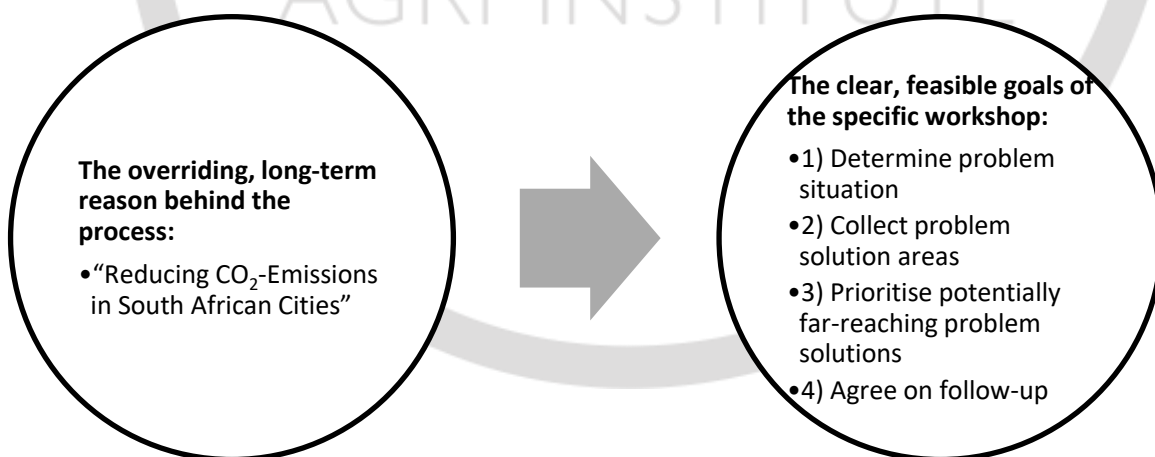 AGRI INSTITUTE
The overriding, long-term
reason behind the
process:
•“Reducing CO₂-Emissions
in South African Cities”
The clear, feasible goals of
the specific workshop:
•1) Determine problem
situation
•2) Collect problem
solution areas
•3) Prioritise potentially
far-reaching problem
solutions
•4) Agree on follow-up